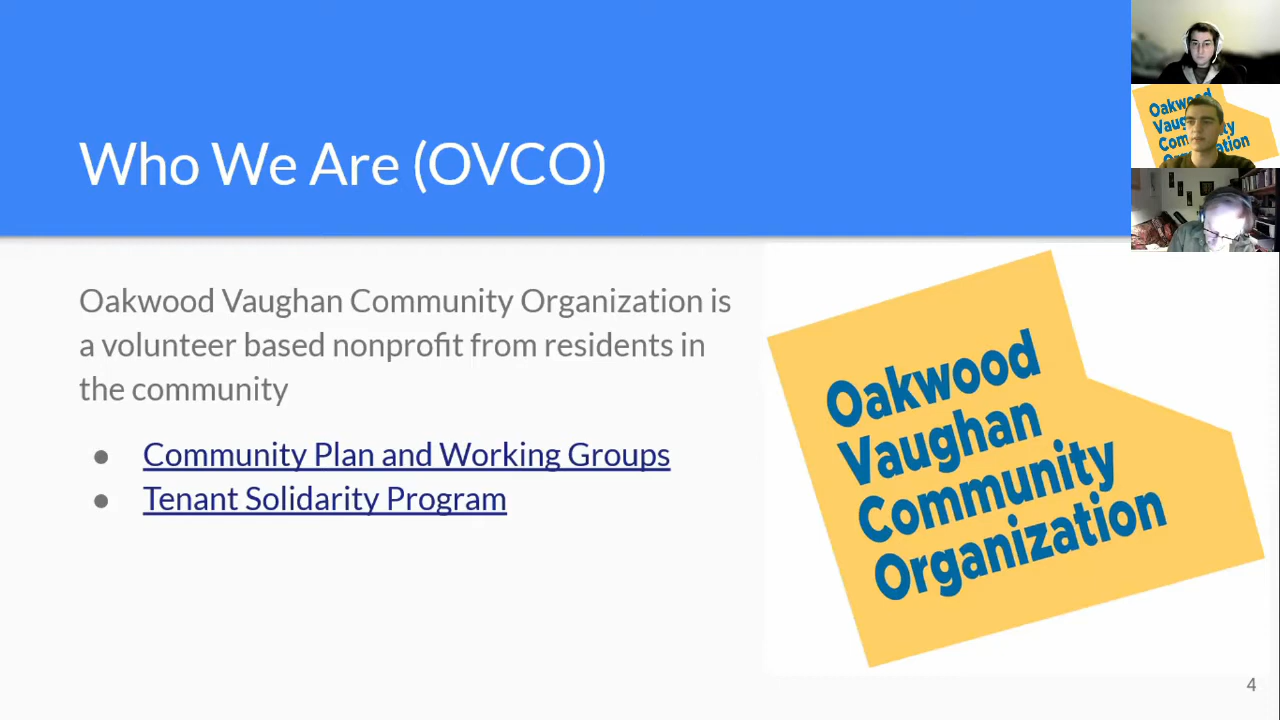 Who We Are (OVCO)
Oakwood Vaughan Community Organization is
a volunteer based nonprofit from residents in
the community
● Community Plan and Working Groups
● Tenant Solidarity Program
Oakwood
Vaughan
Community
Organization
4
Oakwood